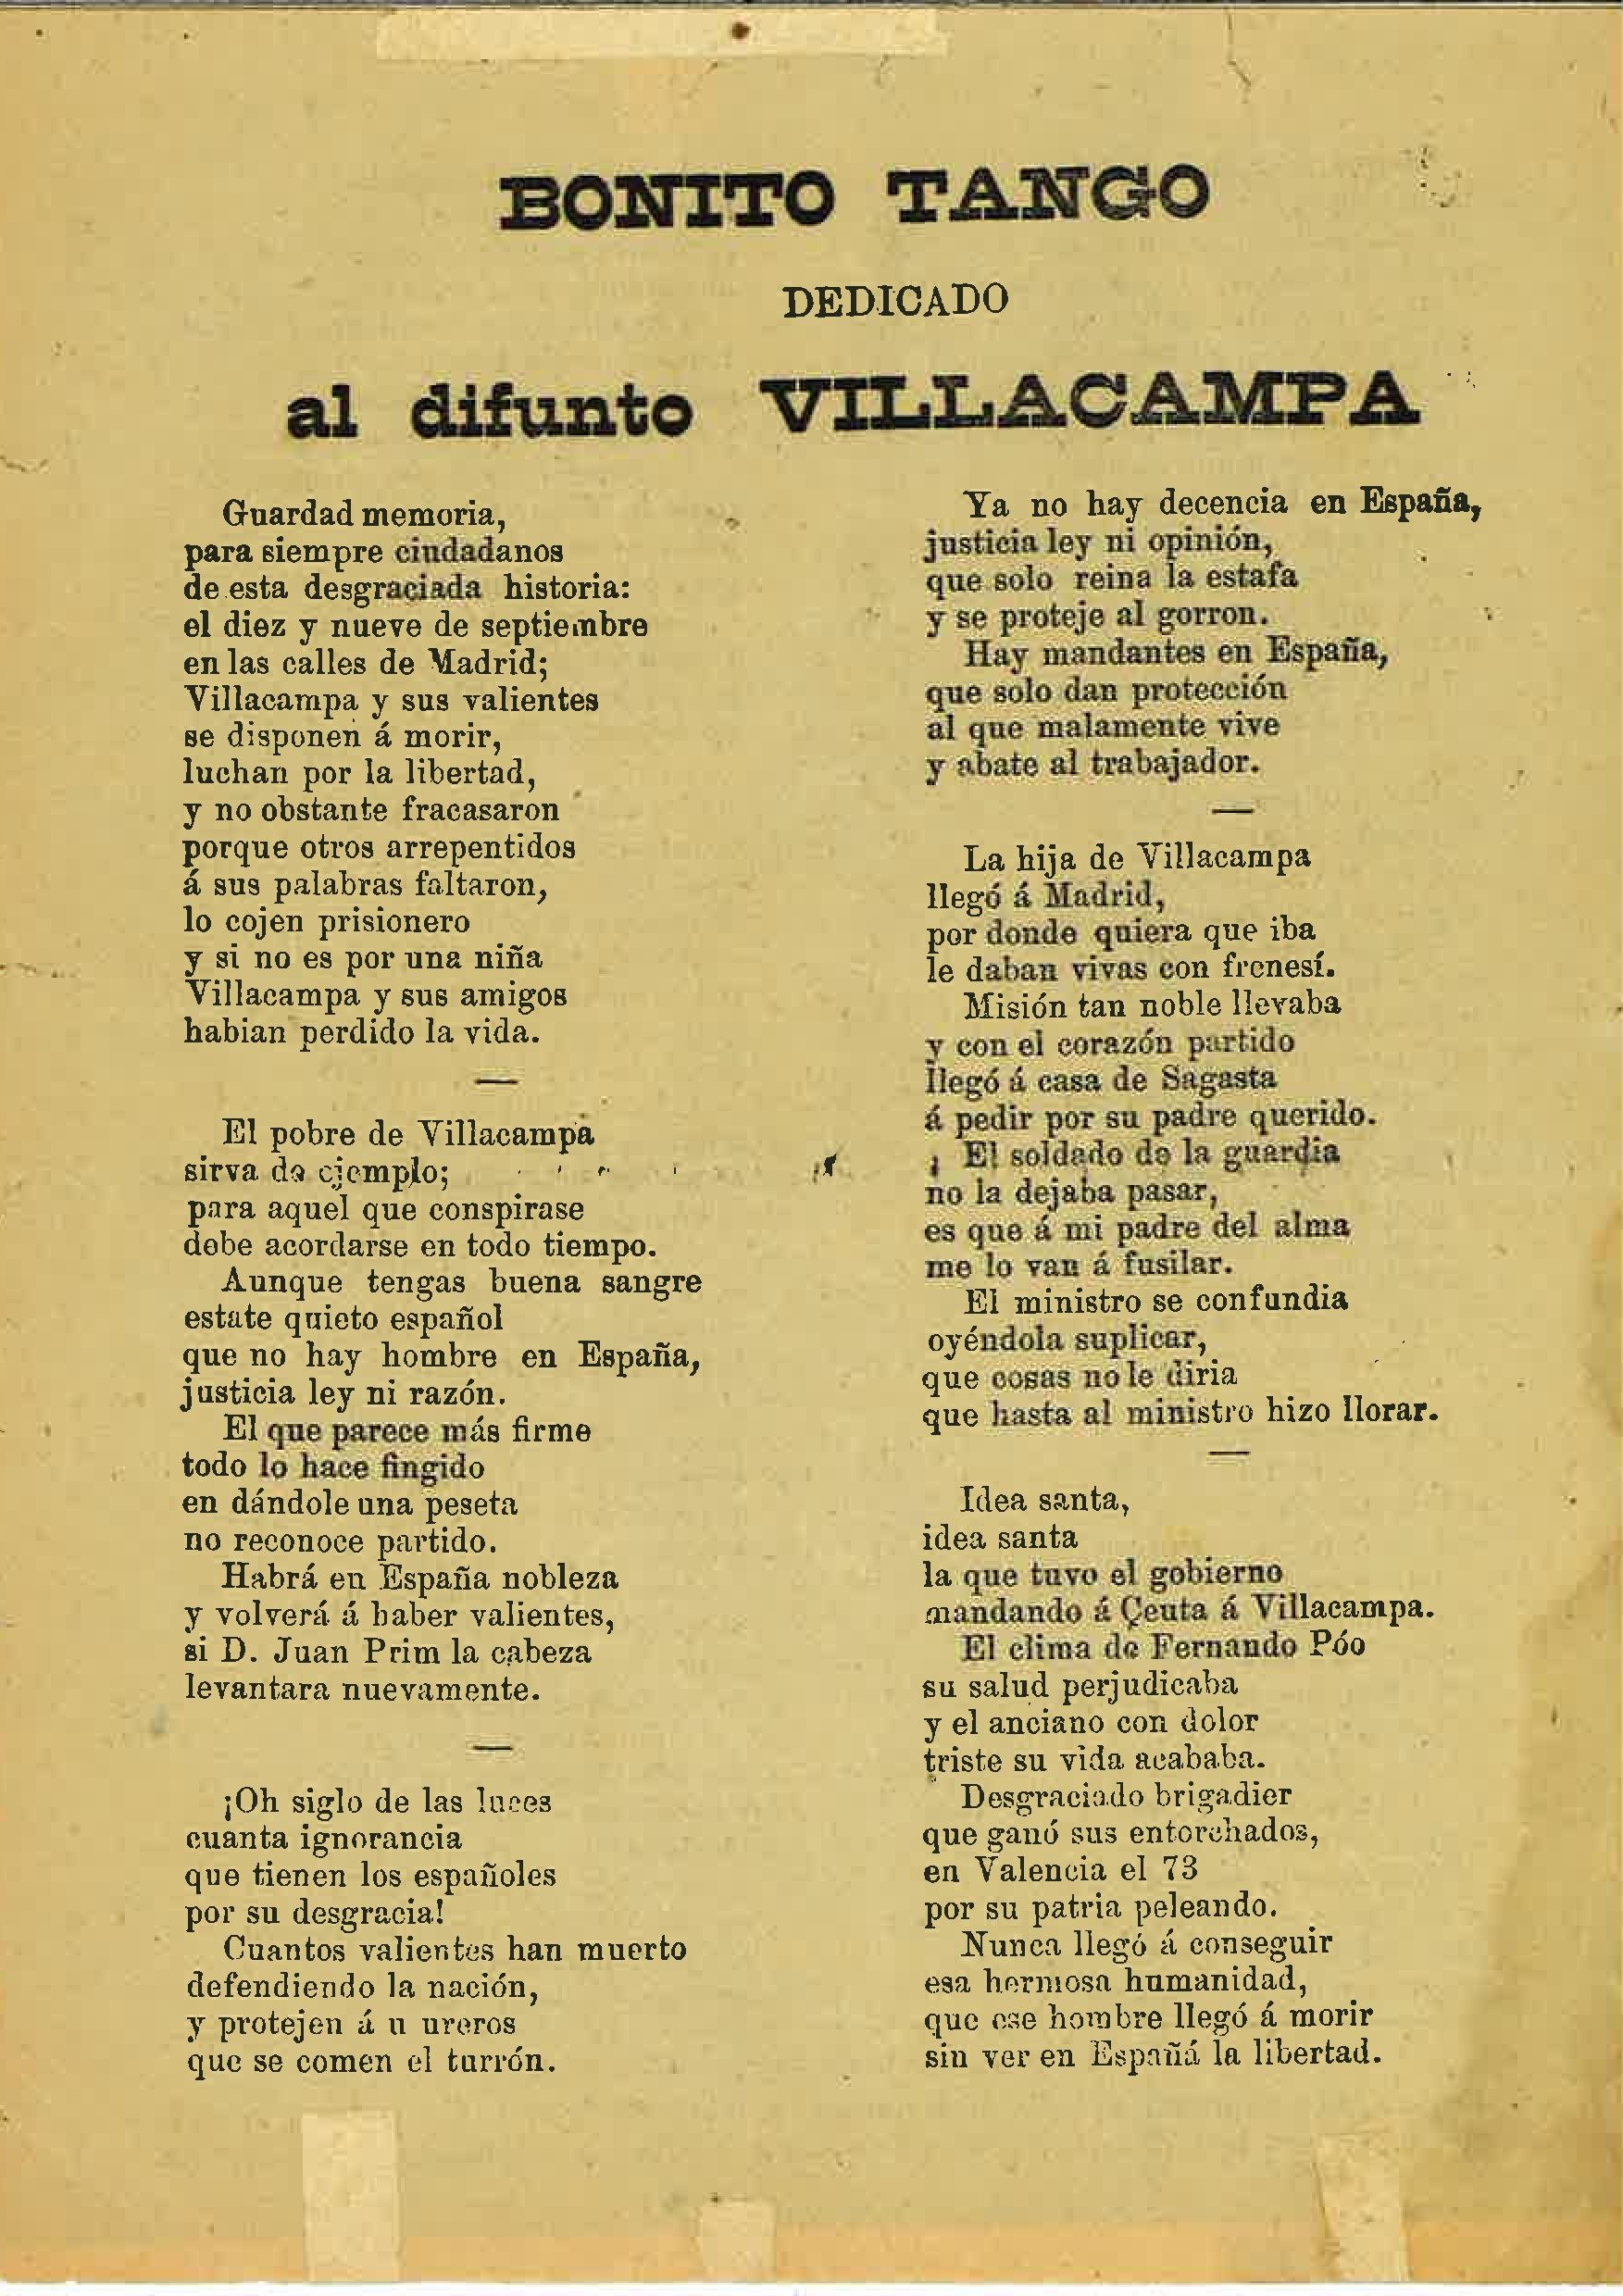 BONITO TANGO
DEDICADO
al difunto VILLACAMPA
Guardad memoria,
para siempre ciudadanos
de esta desgraciada historia:
el diez y nueve de septiembre
en las calles de Madrid;
Villacampa y sus valientes
se disponen á morir,
luchan por la libertad,
y no obstante fracasaron
porque otros arrepentidos
á sus palabras faltaron,
lo cojen prisionero
y si no es por una niña
Villacampa y sus amigos
habian perdido la vida.
—
El pobre de Villacampa
sirva de ejemplo;
para aquel que conspirase
debe acordarse en todo tiempo.
Aunque tengas buena sangre
estate quieto español
que no hay hombre en España,
justicia ley ni razón.
El que parece más firme
todo lo hace fingido
en dándole una peseta
no reconoce partido.
Habrá en España nobleza
y volverá á haber valientes,
si D. Juan Prim la cabeza
levantara nuevamente.
—
¡Oh siglo de las luces
cuanta ignorancia
que tienen los españoles
por su desgracia!
Cuantos valientes han muerto
defendiendo la nación,
y protejen á u ureros
que se comen el turrón.
Ya no hay decencia en España,
justicia ley ni opinión,
que solo reina la estafa
y se proteje al gorron.
Hay mandantes en España,
que solo dan protección
al que malamente vive
y abate al trabajador.
—
La hija de Villacampa
llegó á Madrid,
por donde quiera que iba
le daban vivas con frenesí.
Misión tan noble llevaba
y con el corazón partido
llegó á casa de Sagasta
á pedir por su padre querido.
¡ El soldado de la guardia
no la dejaba pasar,
es que á mi padre del alma
me lo van á fusilar.
El ministro se confundia
oyéndola suplicar,
que cosas no le diria
que hasta al ministro hizo llorar.
—
Idea santa,
idea santa
la que tuvo el gobierno
mandando á Ceuta á Villacampa.
El clima de Fernando Póo
su salud perjudicaba
y el anciano con dolor
triste su vida acababa.
Desgraciado brigadier
que ganó sus entorchados,
en Valencia el 73
por su patria peleando.
Nunca llegó á conseguir
esa hermosa humanidad,
que ese hombre llegó á morir
sin ver en Españá la libertad.